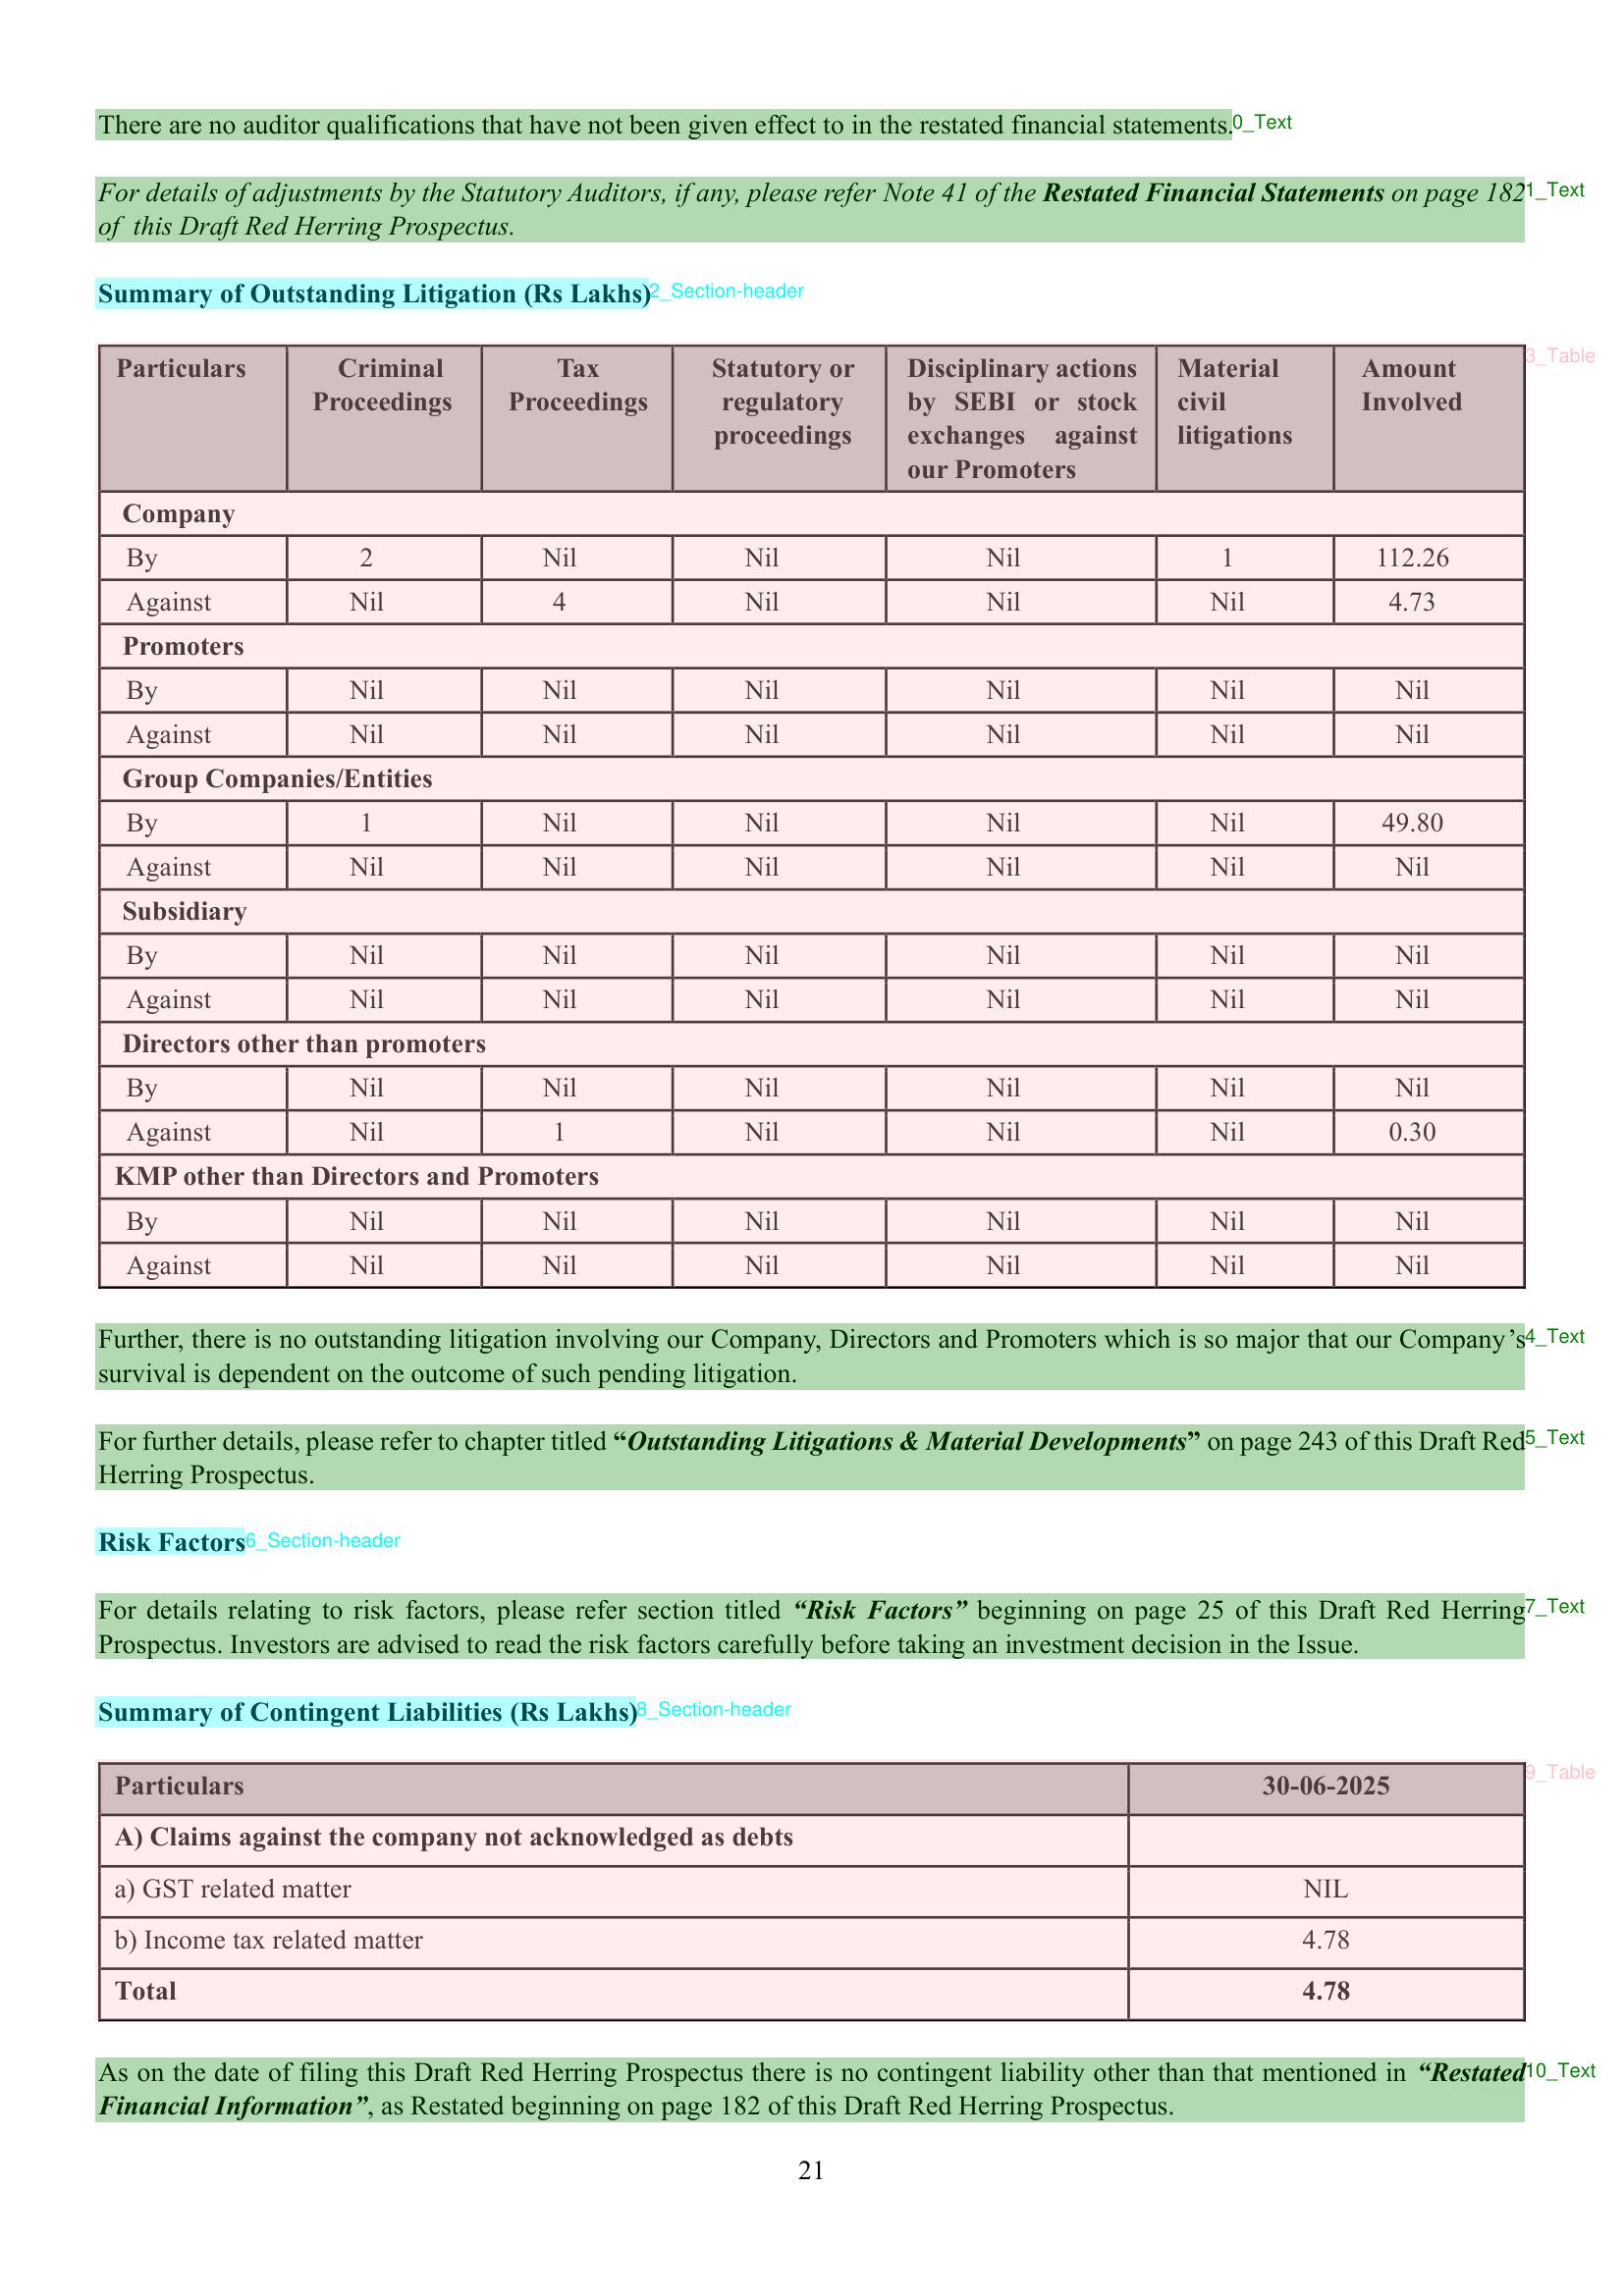 There are no auditor qualifications that have not been given effect to in the restated financial statements.0_Text
For details of adjustments by the Statutory Auditors, if any, please refer Note 41 of the Restated Financial Statements on page 182 1_Text
of this Draft Red Herring Prospectus.
Summary of Outstanding Litigation (Rs Lakhs) 2_Section-header
3_Table
Particulars Criminal Proceedings Tax Proceedings Statutory or regulatory proceedings Disciplinary actions by SEBI or stock exchanges against our Promoters Material civil litigations Amount Involved
Company
By 2 Nil Nil Nil 1 112.26
Against Nil 4 Nil Nil Nil 4.73
Promoters
By Nil Nil Nil Nil Nil Nil
Against Nil Nil Nil Nil Nil Nil
Group Companies/Entities
By 1 Nil Nil Nil Nil 49.80
Against Nil Nil Nil Nil Nil Nil
Subsidiary
By Nil Nil Nil Nil Nil Nil
Against Nil Nil Nil Nil Nil Nil
Directors other than promoters
By Nil Nil Nil Nil Nil Nil
Against Nil 1 Nil Nil Nil 0.30
KMP other than Directors and Promoters
By Nil Nil Nil Nil Nil Nil
Against Nil Nil Nil Nil Nil Nil
Further, there is no outstanding litigation involving our Company, Directors and Promoters which is so major that our Company's 4_Text
survival is dependent on the outcome of such pending litigation.
For further details, please refer to chapter titled “Outstanding Litigations & Material Developments” on page 243 of this Draft Red 5_Text
Herring Prospectus.
Risk Factors 6_Section-header
For details relating to risk factors, please refer section titled “Risk Factors” beginning on page 25 of this Draft Red Herring 7_Text
Prospectus. Investors are advised to read the risk factors carefully before taking an investment decision in the Issue.
Summary of Contingent Liabilities (Rs Lakhs) 8_Section-header
9_Table
Particulars 30-06-2025
A) Claims against the company not acknowledged as debts
a) GST related matter NIL
b) Income tax related matter 4.78
Total 4.78
As on the date of filing this Draft Red Herring Prospectus there is no contingent liability other than that mentioned in “Restated 10_Text
Financial Information”, as Restated beginning on page 182 of this Draft Red Herring Prospectus.
21